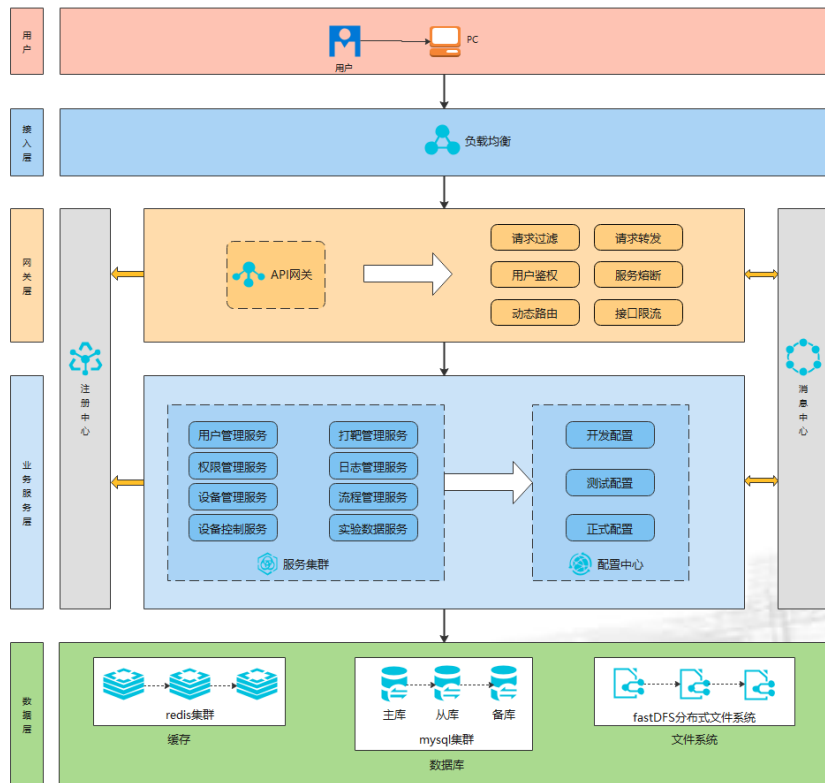 用户
用户
PC
接入层
负载均衡
网关层
API网关
请求过滤
请求转发
用户鉴权
服务熔断
动态路由
接口限流
注册中心
消息中心
业务服务层
用户管理服务
打靶管理服务
权限管理服务
日志管理服务
设备管理服务
流程管理服务
设备控制服务
实验数据服务
服务集群
开发配置
测试配置
正式配置
配置中心
数据层
redis集群
缓存
主库
从库
备库
mysql集群
数据库
fastDFS分布式文件系统
文件系统